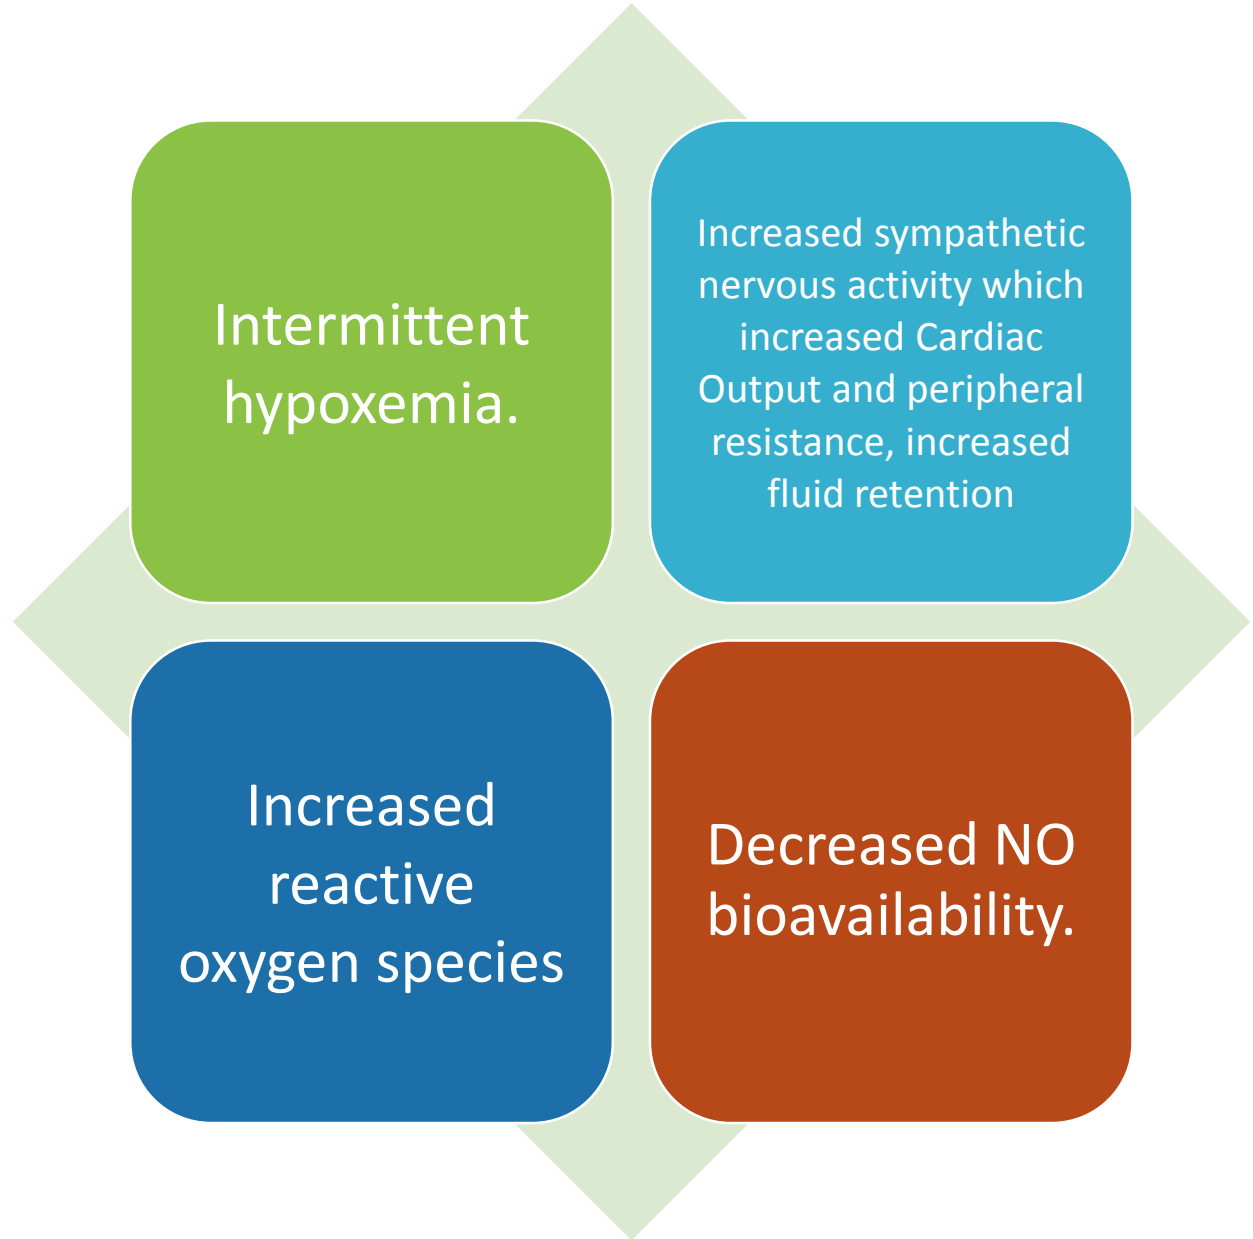 Intermittent
hypoxemia.
Increased sympathetic
nervous activity which
increased Cardiac
Output and peripheral
resistance, increased
fluid retention
Increased
reactive
oxygen species
Decreased NO
bioavailability.